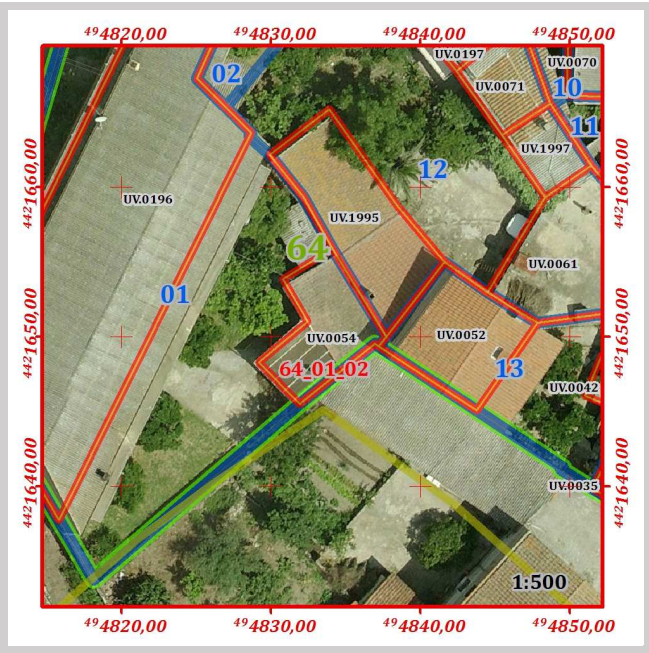 ⁴⁹4820,00 ⁴⁹4830,00 ⁴⁹4840,00 ⁴⁹4850,00
UV.0197
UV.0070
02
UV.0071
10
11
UV.1997
⁴⁴²1660,00
12
⁴⁴²1660,00
UV.0196
UV.1995
64
UV.0061
01
⁴⁴²1650,00
UV.0054
UV.0052
⁴⁴²1650,00
64_01_02
13
UV.0042
⁴⁴²1640,00
UV.0035
⁴⁴²1640,00
1:500
⁴⁹4820,00 ⁴⁹4830,00 ⁴⁹4840,00 ⁴⁹4850,00